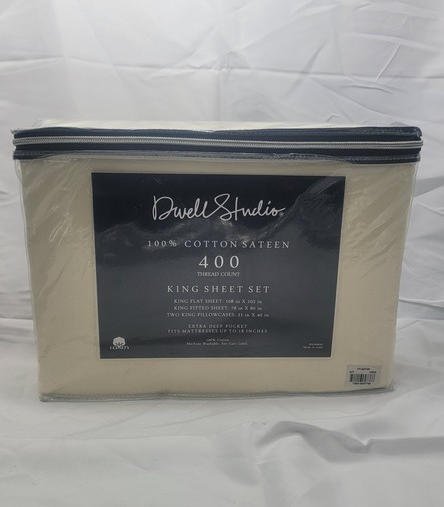 DwellStudio®
100% COTTON SATEEN
400
THREAD COUNT
KING SHEET SET
KING FLAT SHEET: 108 in X 102 in
KING FITTED SHEET: 78 in X 80 in
TWO KING PILLOWCASES: 21 in X 40 in
EXTRA DEEP POCKET
FITS MATTRESSES UP TO 18 INCHES
100% Cotton
Machine Washable. See Care Label.